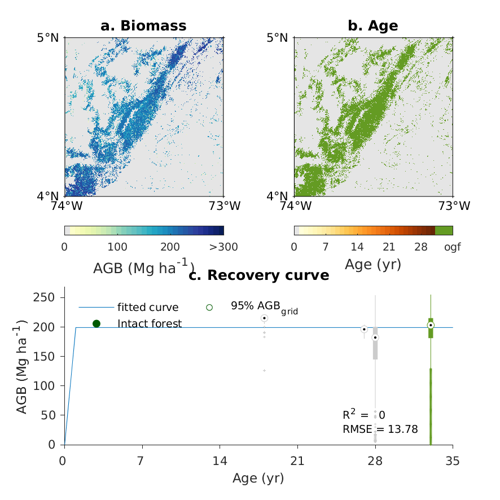 a. Biomass
b. Age
5°N
4°N
74°W
73°W
5°N
4°N
74°W
73°W
0 100 200 >300
AGB (Mg ha-1)
0 7 14 21 28 ogf
Age (yr)
c. Recovery curve
250
200
150
100
50
0
AGB (Mg ha-1)
fitted curve
95% AGBgrid
Intact forest
R2 = 0
RMSE = 13.78
0 7 14 21 28 35
Age (yr)